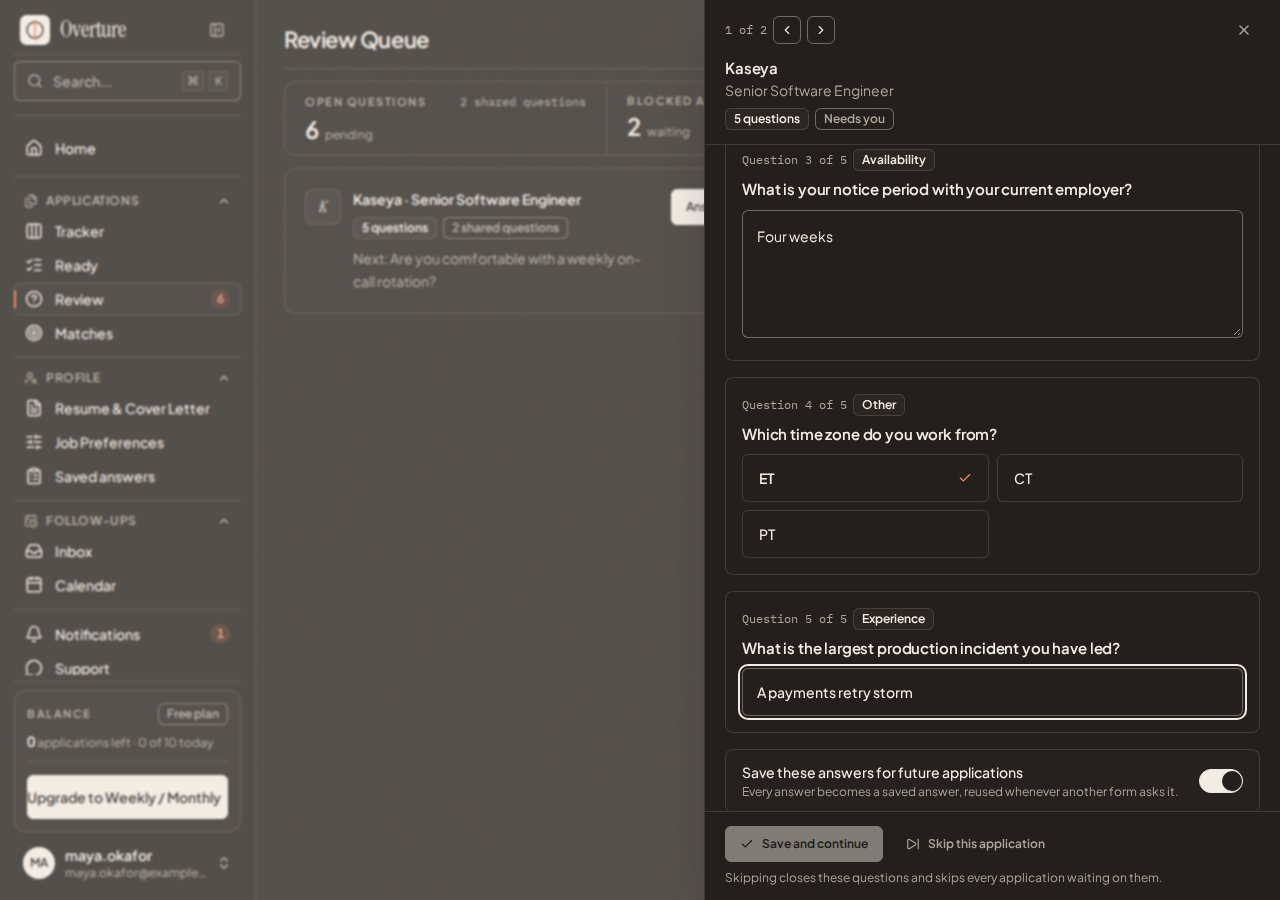 Overture
Search...
⌘ K
Home
APPLICATIONS
Tracker
Ready
Review 6
Matches
PROFILE
Resume & Cover Letter
Job Preferences
Saved answers
FOLLOW-UPS
Inbox
Calendar
Notifications 1
Support
BALANCE Free plan
0 applications left · 0 of 10 today
Upgrade to Weekly / Monthly
MA maya.okafor
maya.okafor@example...
Review Queue
OPEN QUESTIONS 2 shared questions
6 pending
BLOCKED A
2 waiting
K
Kaseya · Senior Software Engineer
5 questions 2 shared questions
Next: Are you comfortable with a weekly on-
call rotation?
Ans
1 of 2
Kaseya
Senior Software Engineer
5 questions Needs you
Question 3 of 5 Availability
What is your notice period with your current employer?
Four weeks
Question 4 of 5 Other
Which time zone do you work from?
ET CT
PT
Question 5 of 5 Experience
What is the largest production incident you have led?
A payments retry storm
Save these answers for future applications
Every answer becomes a saved answer, reused whenever another form asks it.
Save and continue Skip this application
Skipping closes these questions and skips every application waiting on them.